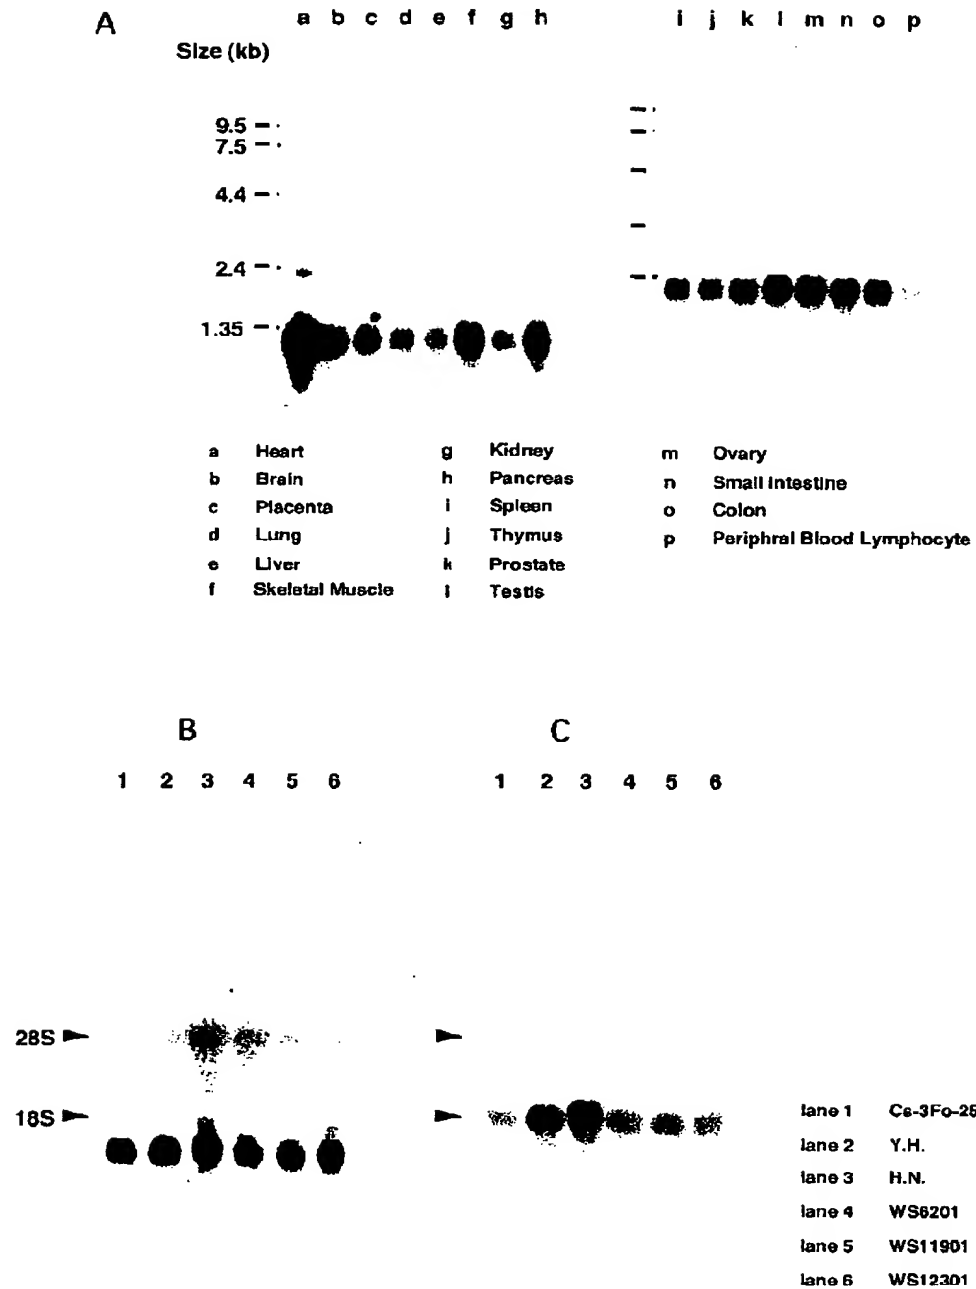 A
a b c d e f g h
i j k l m n o p
Size (kb)
9.5
7.5
4.4
2.4
1.35
a Heart
b Brain
c Placenta
d Lung
e Liver
f Skeletal Muscle
g Kidney
h Pancreas
i Spleen
j Thymus
k Prostate
l Testis
m Ovary
n Small Intestine
o Colon
p Periphral Blood Lymphocyte
B
1 2 3 4 5 6
28S
18S
C
1 2 3 4 5 6
lane 1 Cs-3Fo-25
lane 2 Y.H.
lane 3 H.N.
lane 4 WS6201
lane 5 WS11901
lane 6 WS12301